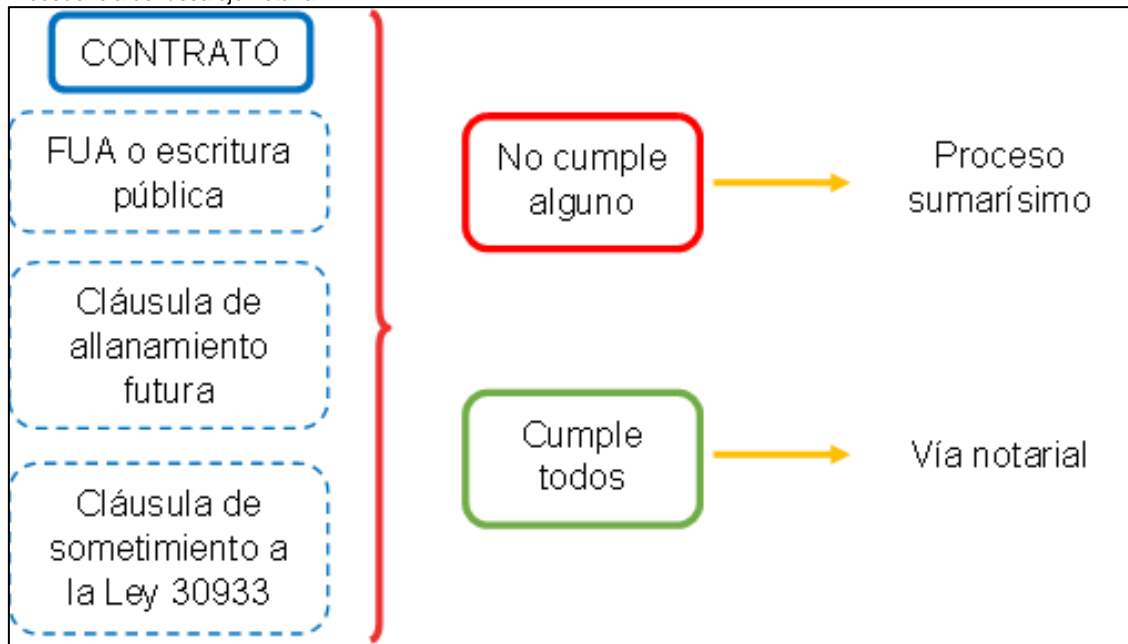 CONTRATO
FUA o escritura
pública
Cláusula de
allanamiento
futura
Cláusula de
sometimiento a
la Ley 30933
No cumple
alguno
Proceso
sumarísimo
Cumple
todos
Vía notarial